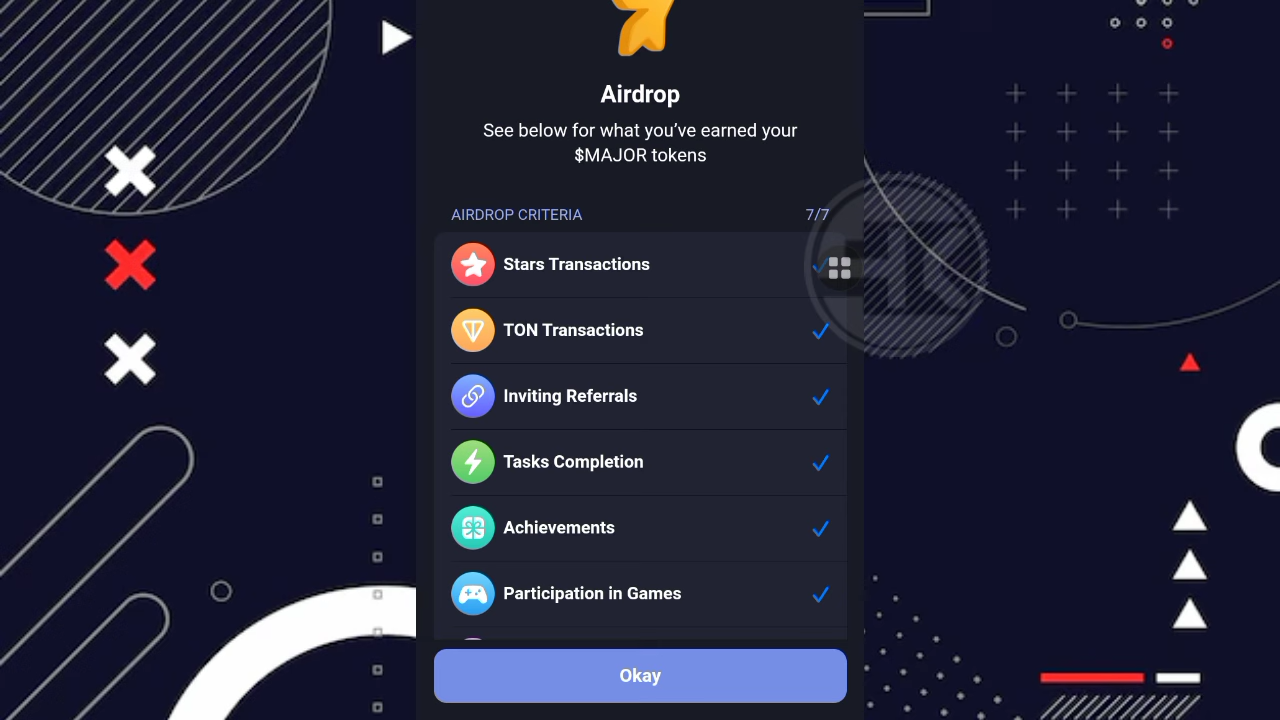 Airdrop
See below for what you’ve earned your
$MAJOR tokens
AIRDROP CRITERIA 7/7
Stars Transactions
TON Transactions
Inviting Referrals
Tasks Completion
Achievements
Participation in Games
Okay